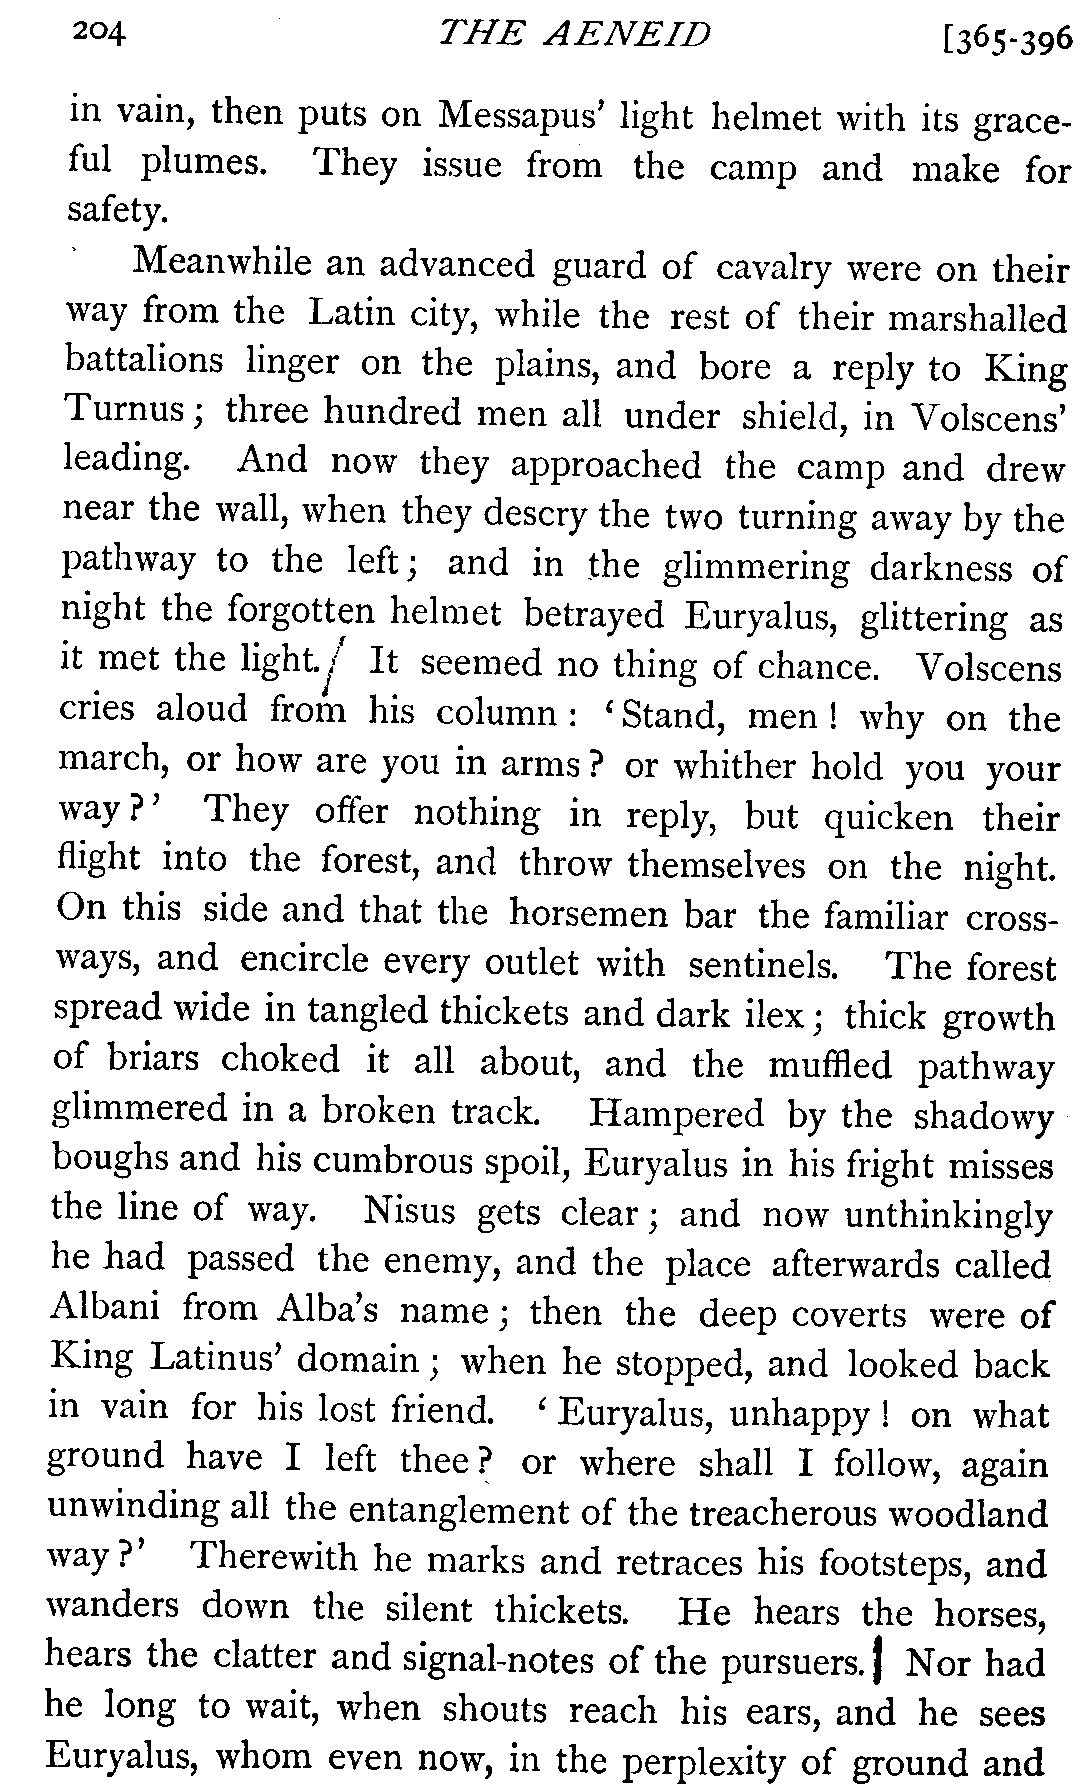 204 THE AENEID [365-396
in vain, then puts on Messapus' light helmet with its grace-
ful plumes. They issue from the camp and make for
safety.
Meanwhile an advanced guard of cavalry were on their
way from the Latin city, while the rest of their marshalled
battalions linger on the plains, and bore a reply to King
Turnus; three hundred men all under shield, in Volscens'
leading. And now they approached the camp and drew
near the wall, when they descry the two turning away by the
pathway to the left; and in the glimmering darkness of
night the forgotten helmet betrayed Euryalus, glittering as
it met the light. It seemed no thing of chance. Volscens
cries aloud from his column: 'Stand, men! why on the
march, or how are you in arms? or whither hold you your
way?' They offer nothing in reply, but quicken their
flight into the forest, and throw themselves on the night.
On this side and that the horsemen bar the familiar cross-
ways, and encircle every outlet with sentinels. The forest
spread wide in tangled thickets and dark ilex; thick growth
of briars choked it all about, and the muffled pathway
glimmered in a broken track. Hampered by the shadowy
boughs and his cumbrous spoil, Euryalus in his fright misses
the line of way. Nisus gets clear; and now unthinkingly
he had passed the enemy, and the place afterwards called
Albani from Alba's name; then the deep coverts were of
King Latinus' domain; when he stopped, and looked back
in vain for his lost friend. 'Euryalus, unhappy! on what
ground have I left thee? or where shall I follow, again
unwinding all the entanglement of the treacherous woodland
way?' Therewith he marks and retraces his footsteps, and
wanders down the silent thickets. He hears the horses,
hears the clatter and signal-notes of the pursuers. Nor had
he long to wait, when shouts reach his ears, and he sees
Euryalus, whom even now, in the perplexity of ground and